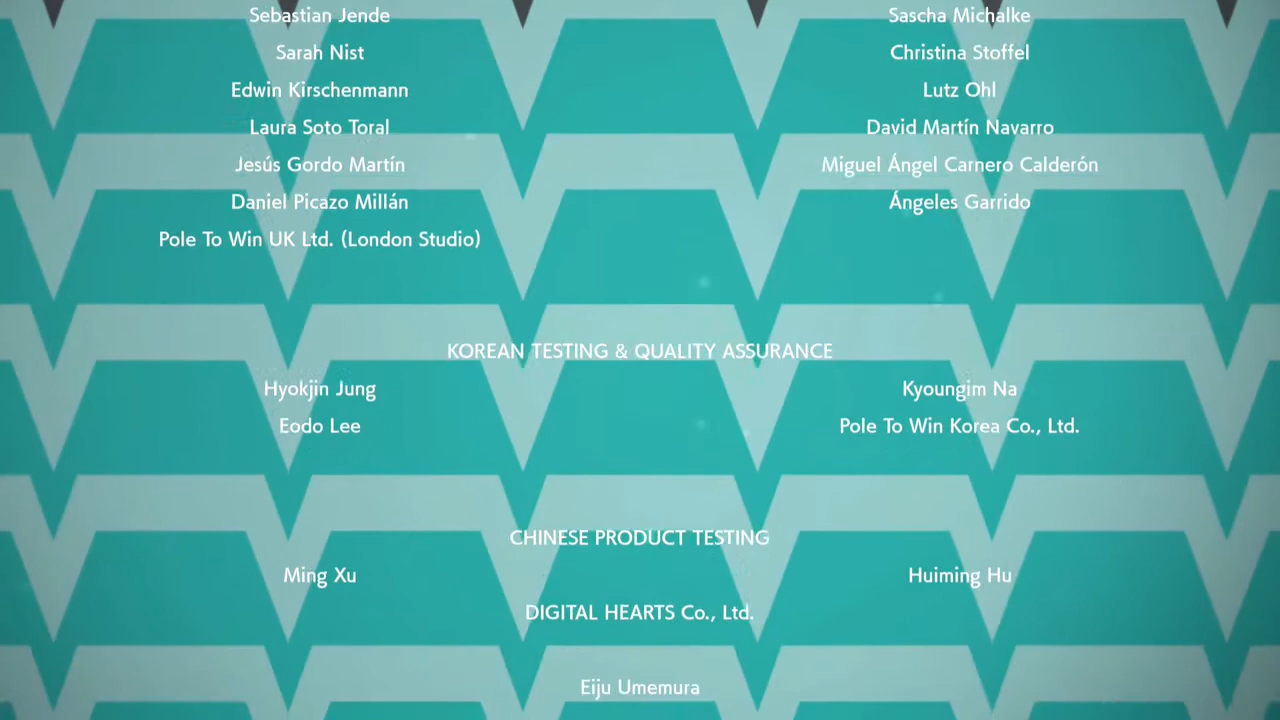 Sebastian Jende Sascha Michalke
Sarah Nist Christina Stoffel
Edwin Kirschenmann Lutz Ohl
Laura Soto Toral David Martín Navarro
Jesús Gordo Martín Miguel Ángel Carnero Calderón
Daniel Picazo Millán Ángeles Garrido
Pole To Win UK Ltd. (London Studio)
KOREAN TESTING & QUALITY ASSURANCE
Hyokjin Jung Kyoungim Na
Eodo Lee Pole To Win Korea Co., Ltd.
CHINESE PRODUCT TESTING
Ming Xu Huiming Hu
DIGITAL HEARTS Co., Ltd.
Eiju Umemura